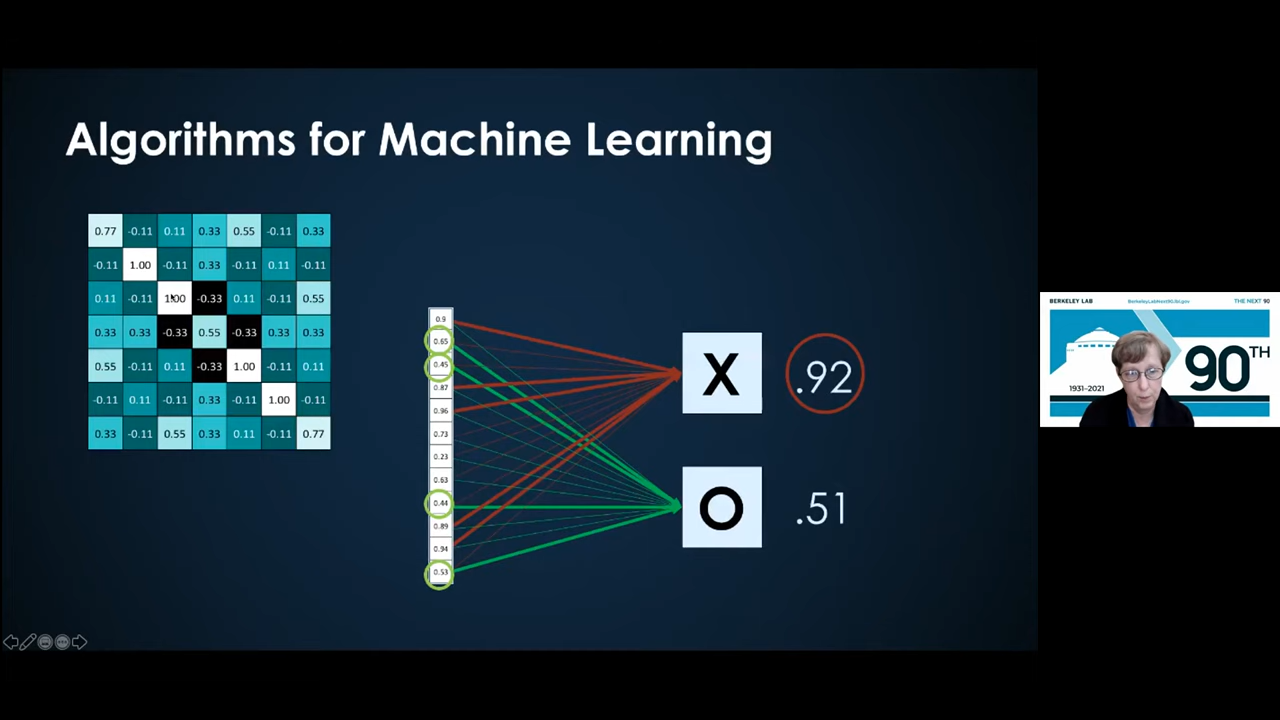 Algorithms for Machine Learning
0.77 -0.11 0.11 0.33 0.55 -0.11 0.33
-0.11 1.00 -0.11 0.33 -0.11 0.11 -0.11
0.11 -0.11 1.00 -0.33 0.11 -0.11 0.55
0.33 0.33 -0.33 0.55 -0.33 0.33 0.33
0.55 -0.11 0.11 -0.33 1.00 -0.11 0.11
-0.11 0.11 -0.11 0.33 -0.11 1.00 -0.11
0.33 -0.11 0.55 0.33 0.11 -0.11 0.77
0.9
0.65
0.45
0.87
0.96
0.73
0.23
0.63
0.44
0.89
0.94
0.53
X .92
O .51
BERKELEY LAB BerkeleyLabNext90.lbl.gov THE NEXT 90
90TH
1931–2021